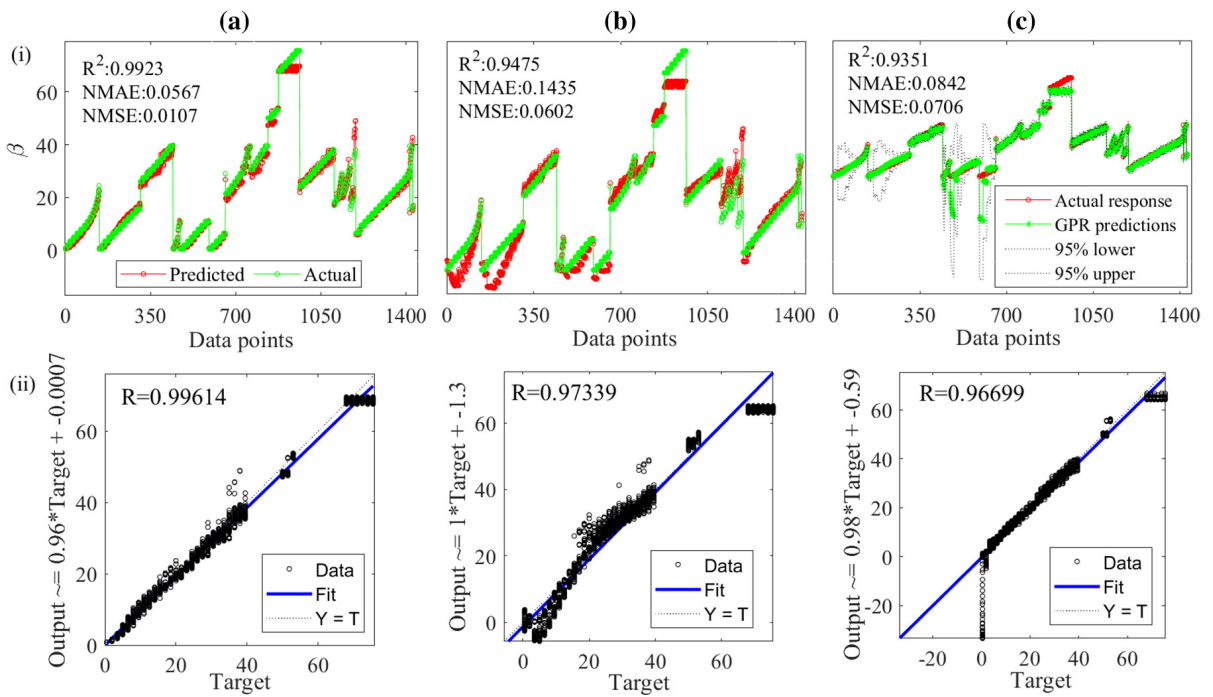 (a)
(b)
(c)
(i)
R²:0.9923
NMAE:0.0567
NMSE:0.0107
R²:0.9475
NMAE:0.1435
NMSE:0.0602
R²:0.9351
NMAE:0.0842
NMSE:0.0706
β
60
40
20
0
Predicted
Actual
Actual response
GPR predictions
95% lower
95% upper
0 350 700 1050 1400
0 350 700 1050 1400
0 350 700 1050 1400
Data points
Data points
Data points
(ii)
R=0.99614
Output ~= 0.96*Target + -0.0007
60
40
20
0
Data
Fit
Y = T
0 20 40 60
Target
R=0.97339
Output ~= 1*Target + -1.3
60
40
20
0
Data
Fit
Y = T
0 20 40 60
Target
R=0.96699
Output ~= 0.98*Target + -0.59
60
40
20
0
-20
Data
Fit
Y = T
-20 0 20 40 60
Target